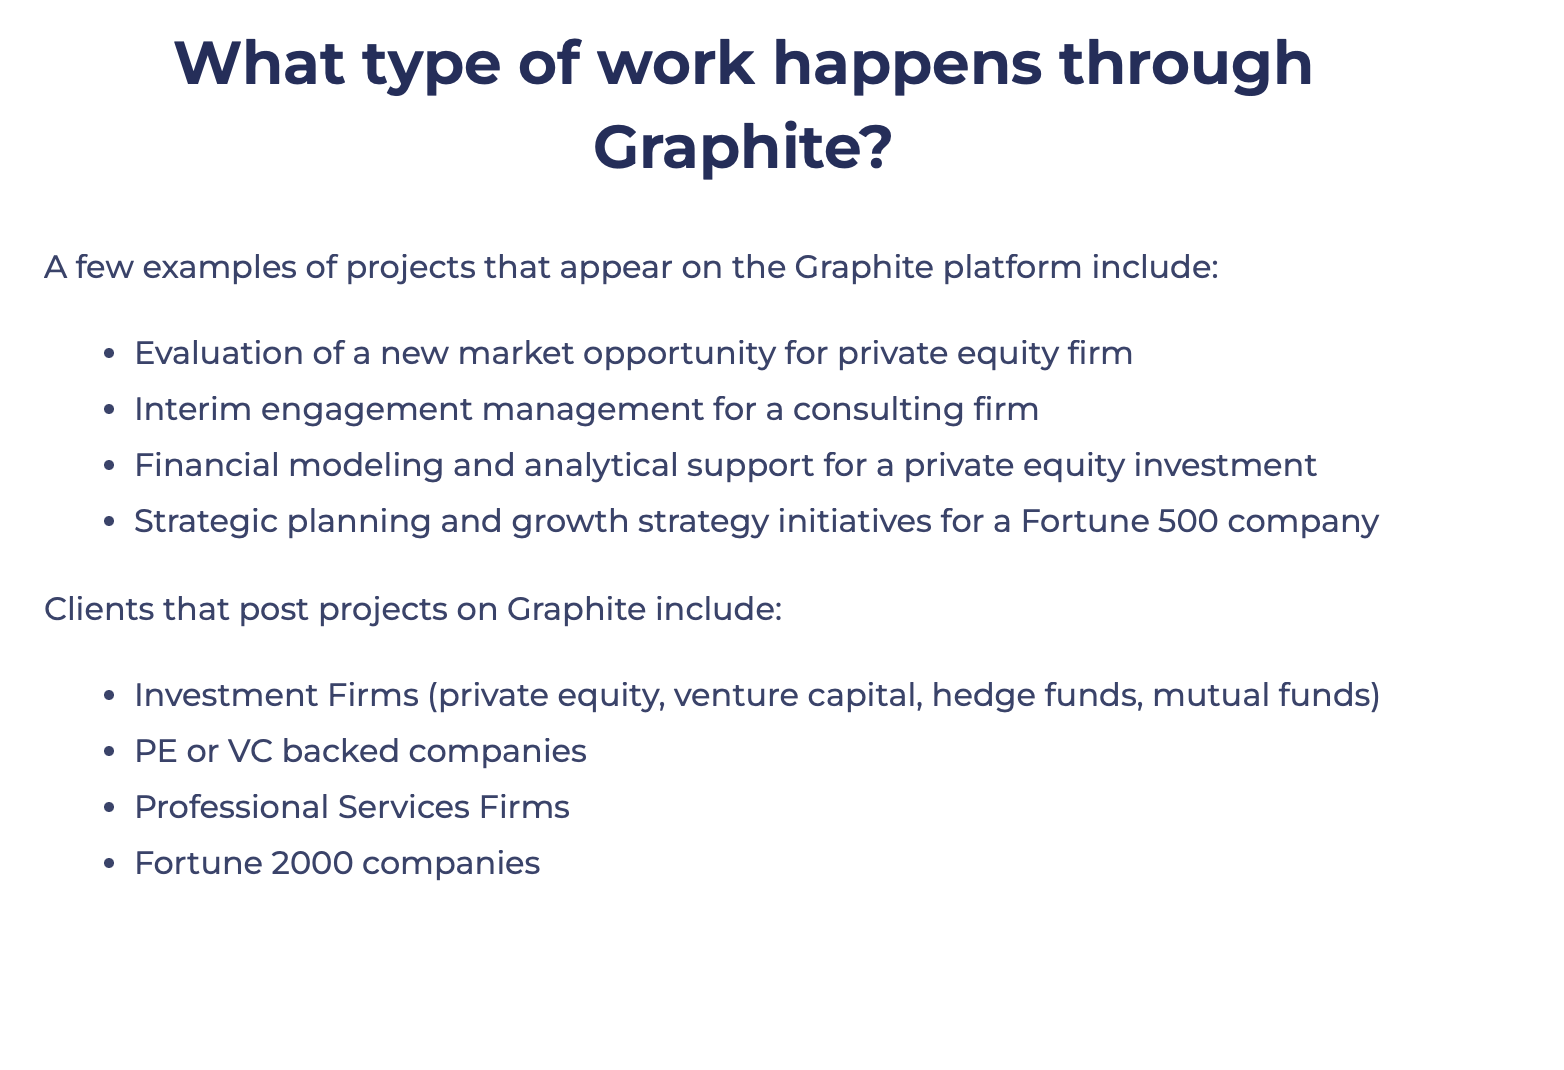 What type of work happens through
Graphite?
A few examples of projects that appear on the Graphite platform include:
• Evaluation of a new market opportunity for private equity firm
• Interim engagement management for a consulting firm
• Financial modeling and analytical support for a private equity investment
• Strategic planning and growth strategy initiatives for a Fortune 500 company
Clients that post projects on Graphite include:
• Investment Firms (private equity, venture capital, hedge funds, mutual funds)
• PE or VC backed companies
• Professional Services Firms
• Fortune 2000 companies